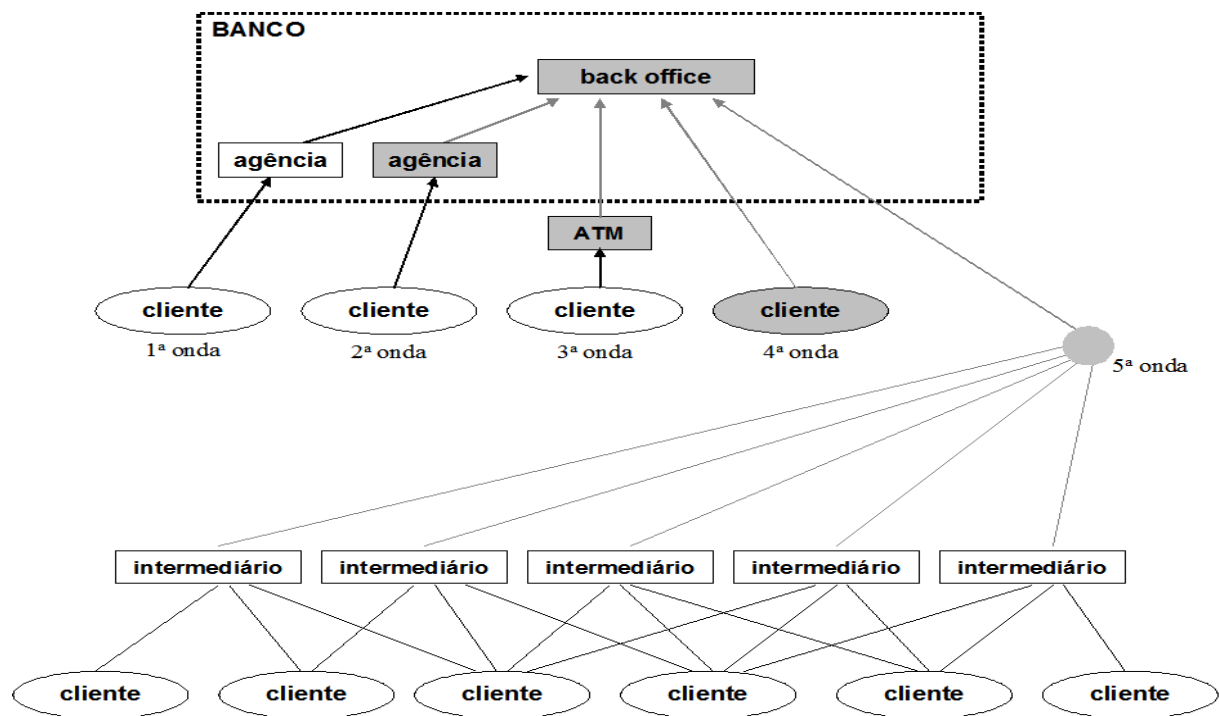 BANCO
back office
agência
agência
ATM
cliente
cliente
cliente
cliente
1ª onda
2ª onda
3ª onda
4ª onda
5ª onda
intermediário
intermediário
intermediário
intermediário
intermediário
cliente
cliente
cliente
cliente
cliente
cliente